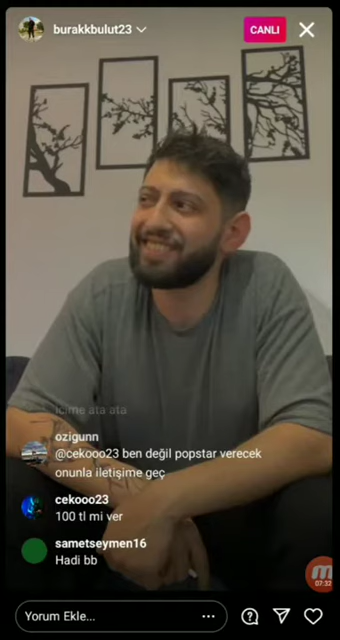 burakkbulut23
CANLI
içime ata ata
ozigunn
@cekooo23 ben değil popstar verecek
onunla iletişime geç
cekooo23
100 tl mi ver
sametseymen16
Hadi bb
07:32
Yorum Ekle...